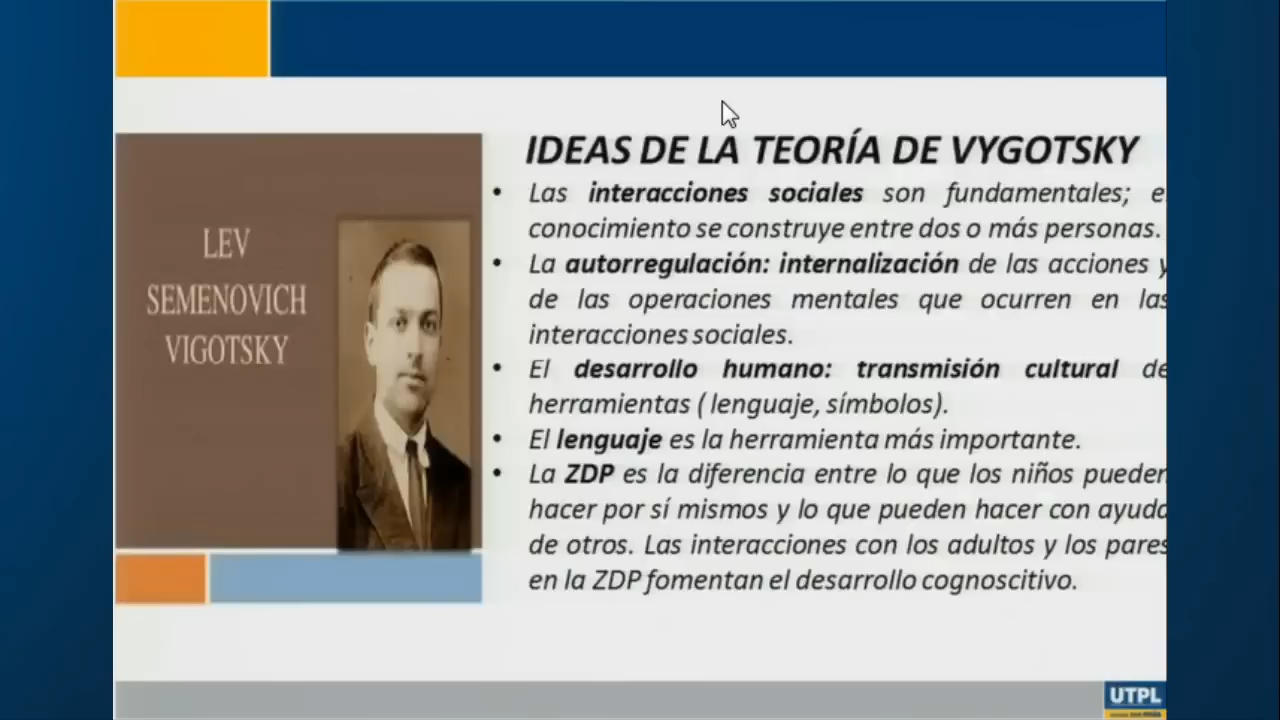 IDEAS DE LA TEORÍA DE VYGOTSKY
LEV
SEMENOVICH
VIGOTSKY
• Las interacciones sociales son fundamentales; e
conocimiento se construye entre dos o más personas.
• La autorregulación: internalización de las acciones y
de las operaciones mentales que ocurren en las
interacciones sociales.
• El desarrollo humano: transmisión cultural de
herramientas ( lenguaje, símbolos).
• El lenguaje es la herramienta más importante.
• La ZDP es la diferencia entre lo que los niños pueden
hacer por sí mismos y lo que pueden hacer con ayuda
de otros. Las interacciones con los adultos y los pares
en la ZDP fomentan el desarrollo cognoscitivo.
UTPL